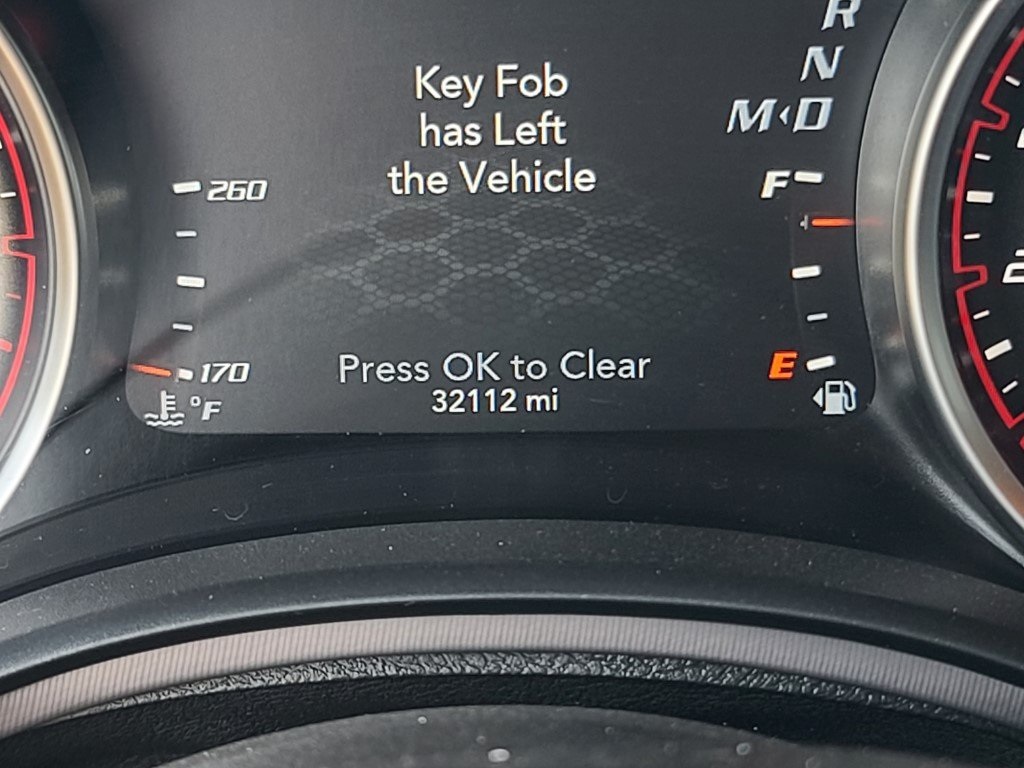 R
N
M D
Key Fob
has Left
the Vehicle
260
F
170
°F
E
Press OK to Clear
32112 mi